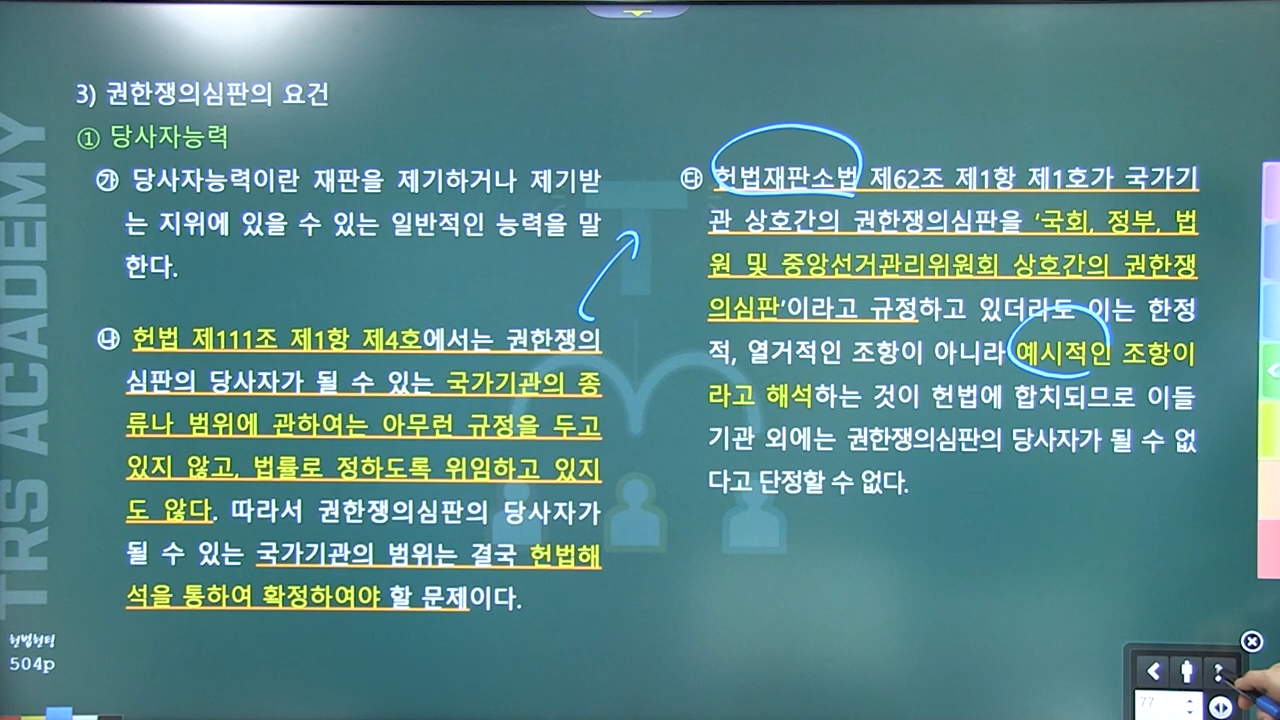 3) 권한쟁의심판의 요건
① 당사자능력
㉮ 당사자능력이란 재판을 제기하거나 제기받
는 지위에 있을 수 있는 일반적인 능력을 말
한다.
㉯ 헌법 제111조 제1항 제4호에서는 권한쟁의
심판의 당사자가 될 수 있는 국가기관의 종
류나 범위에 관하여는 아무런 규정을 두고
있지 않고, 법률로 정하도록 위임하고 있지
도 않다. 따라서 권한쟁의심판의 당사자가
될 수 있는 국가기관의 범위는 결국 헌법해
석을 통하여 확정하여야 할 문제이다.
㉰ 헌법재판소법 제62조 제1항 제1호가 국가기
관 상호간의 권한쟁의심판을 '국회, 정부, 법
원 및 중앙선거관리위원회 상호간의 권한쟁
의심판'이라고 규정하고 있더라도 이는 한정
적, 열거적인 조항이 아니라 예시적인 조항이
라고 해석하는 것이 헌법에 합치되므로 이들
기관 외에는 권한쟁의심판의 당사자가 될 수 없
다고 단정할 수 없다.
TRS ACADEMY
헌법헌터
504p
77